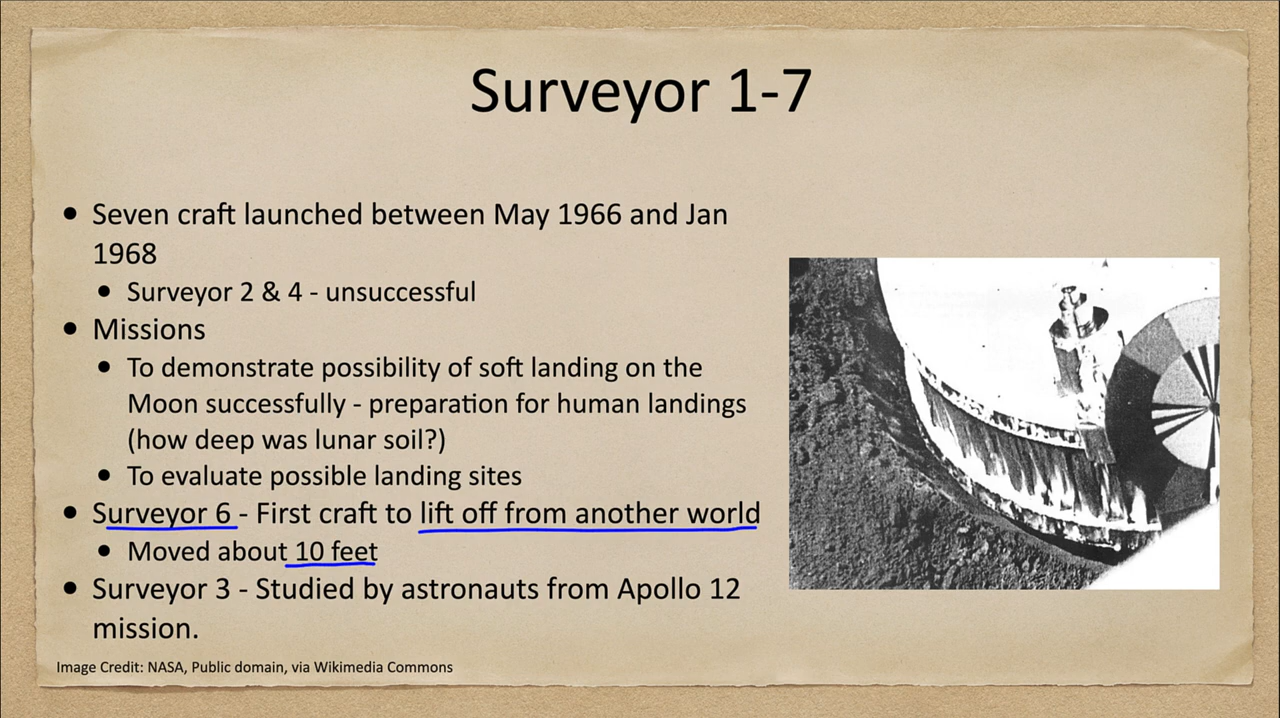 Surveyor 1-7
• Seven craft launched between May 1966 and Jan
1968
• Surveyor 2 & 4 - unsuccessful
• Missions
• To demonstrate possibility of soft landing on the
Moon successfully - preparation for human landings
(how deep was lunar soil?)
• To evaluate possible landing sites
• Surveyor 6 - First craft to lift off from another world
• Moved about 10 feet
• Surveyor 3 - Studied by astronauts from Apollo 12
mission.
Image Credit: NASA, Public domain, via Wikimedia Commons